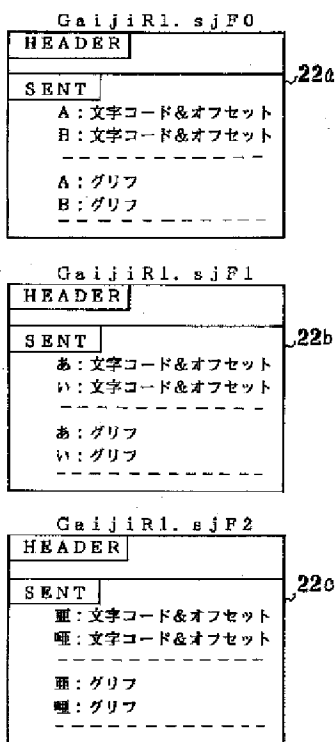 GaijiR1.sjF0
HEADER
22a
SENT
A：文字コード&オフセット
B：文字コード&オフセット
A：グリフ
B：グリフ
GaijiR1.sjF1
HEADER
22b
SENT
あ：文字コード&オフセット
い：文字コード&オフセット
あ：グリフ
い：グリフ
GaijiR1.sjF2
HEADER
22c
SENT
亜：文字コード&オフセット
唖：文字コード&オフセット
亜：グリフ
唖：グリフ